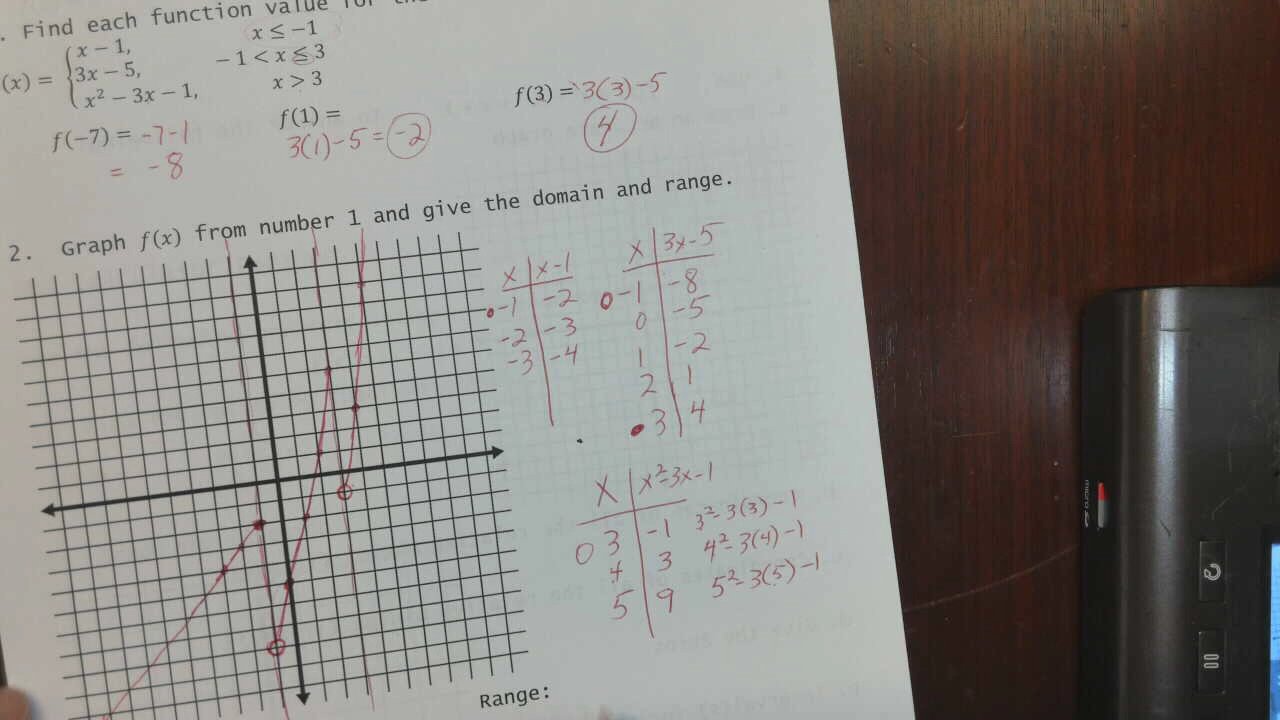 . Find each function value for the
(x) = { x − 1, x ≤ −1
3x − 5, − 1 < x ≤ 3
x² − 3x − 1, x > 3
f(−7) = -7-1
= -8
f(1) =
3(1)-5 = -2
f(3) = 3(3)-5
4
2. Graph f(x) from number 1 and give the domain and range.
x | x-1
-1 | -2
-2 | -3
-3 | -4
x | 3x-5
-1 | -8
0 | -5
1 | -2
2 | 1
3 | 4
x | x²-3x-1
3 | -1 3²-3(3)-1
4 | 3 4²-3(4)-1
5 | 9 5²-3(5)-1
Range:
micro